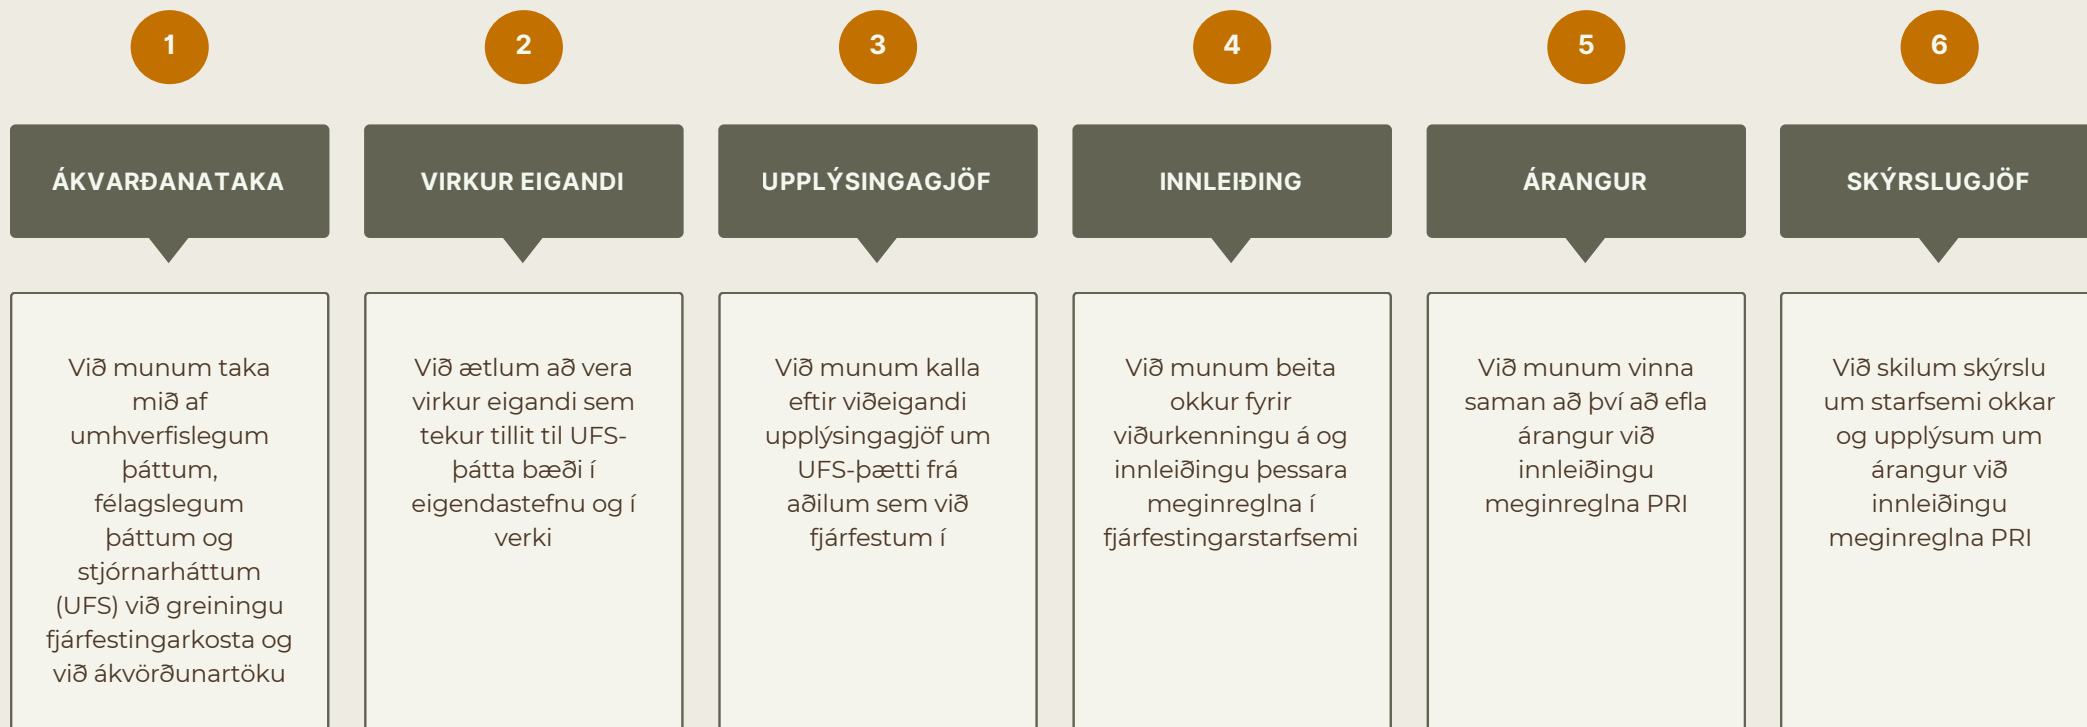 1
ÁKVARÐANATAKA
Við munum taka
mið af
umhverfislegum
þáttum,
félagslegum
þáttum og
stjórnarháttum
(UFS) við greiningu
fjárfestingarkosta og
við ákvörðunartöku
2
VIRKUR EIGANDI
Við ætlum að vera
virkur eigandi sem
tekur tillit til UFS-
þátta bæði í
eigendastefnu og í
verki
3
UPPLÝSINGAGJÖF
Við munum kalla
eftir viðeigandi
upplýsingagjöf um
UFS-þætti frá
aðilum sem við
fjárfestum í
4
INNLEIÐING
Við munum beita
okkur fyrir
viðurkenningu á og
innleiðingu þessara
meginreglna í
fjárfestingarstarfsemi
5
ÁRANGUR
Við munum vinna
saman að því að efla
árangur við
innleiðingu
meginreglna PRI
6
SKÝRSLUGJÖF
Við skilum skýrslu
um starfsemi okkar
og upplýsum um
árangur við
innleiðingu
meginreglna PRI